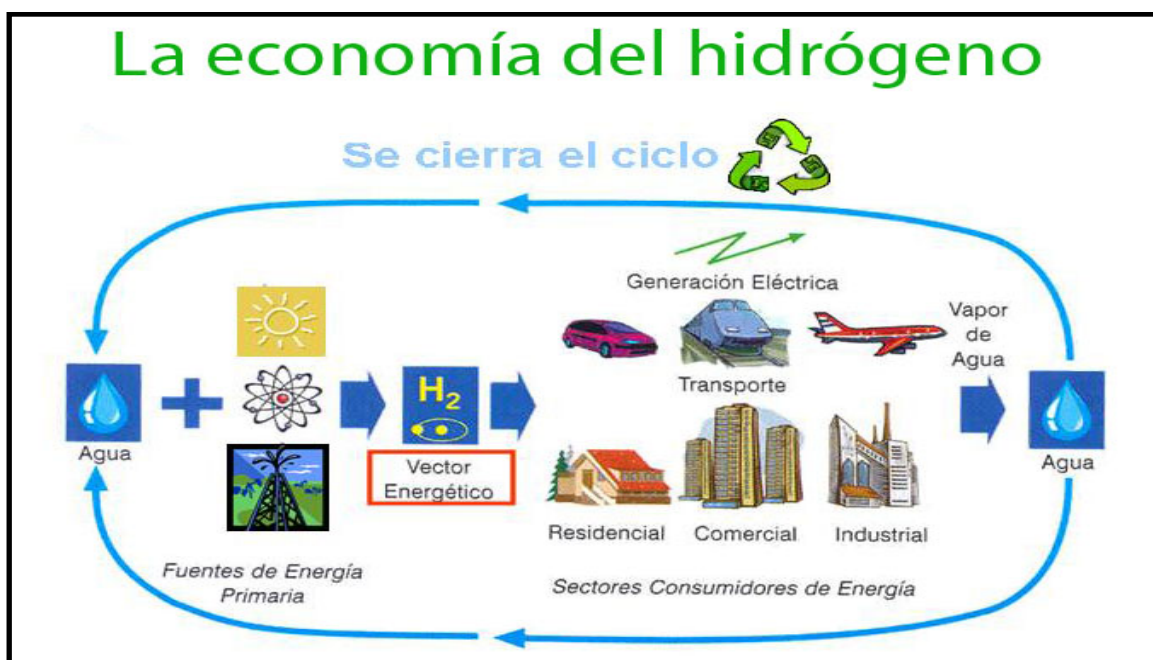 La economía del hidrógeno
Se cierra el ciclo
Generación Eléctrica
Vapor
de
Agua
Transporte
H2
Agua
Vector
Energético
Agua
Residencial
Comercial
Industrial
Fuentes de Energía
Primaria
Sectores Consumidores de Energía